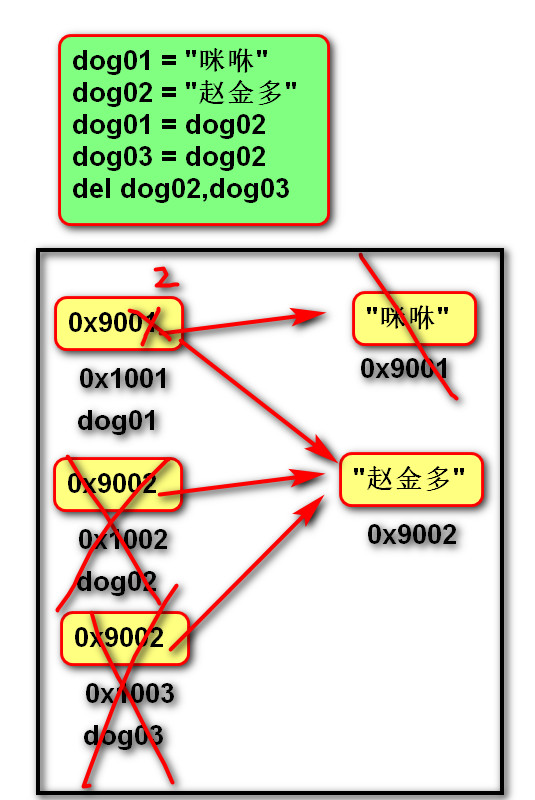 dog01 = "咪咻"
dog02 = "赵金多"
dog01 = dog02
dog03 = dog02
del dog02,dog03
2
0x9001
"咪咻"
0x1001
0x9001
dog01
0x9002
"赵金多"
0x1002
0x9002
dog02
0x9002
0x1003
dog03